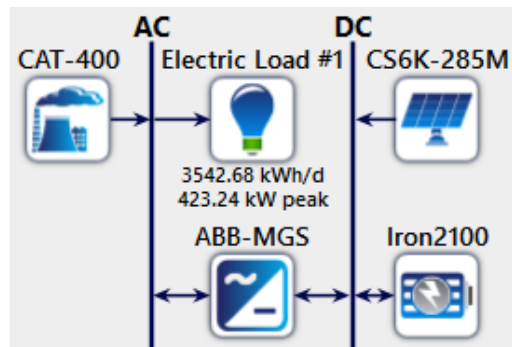 AC DC
CAT-400 Electric Load #1 CS6K-285M
3542.68 kWh/d
423.24 kW peak
ABB-MGS Iron2100